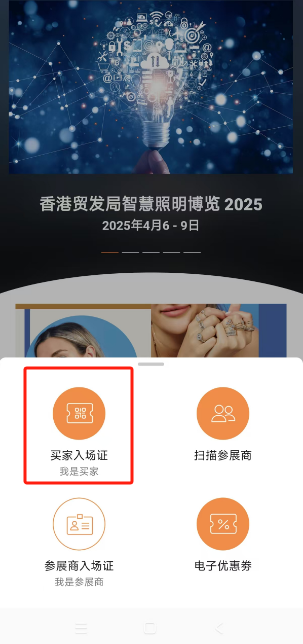 香港贸发局智慧照明博览 2025
2025年4月6 - 9日
买家入场证
我是买家
扫描参展商
参展商入场证
我是参展商
电子优惠券